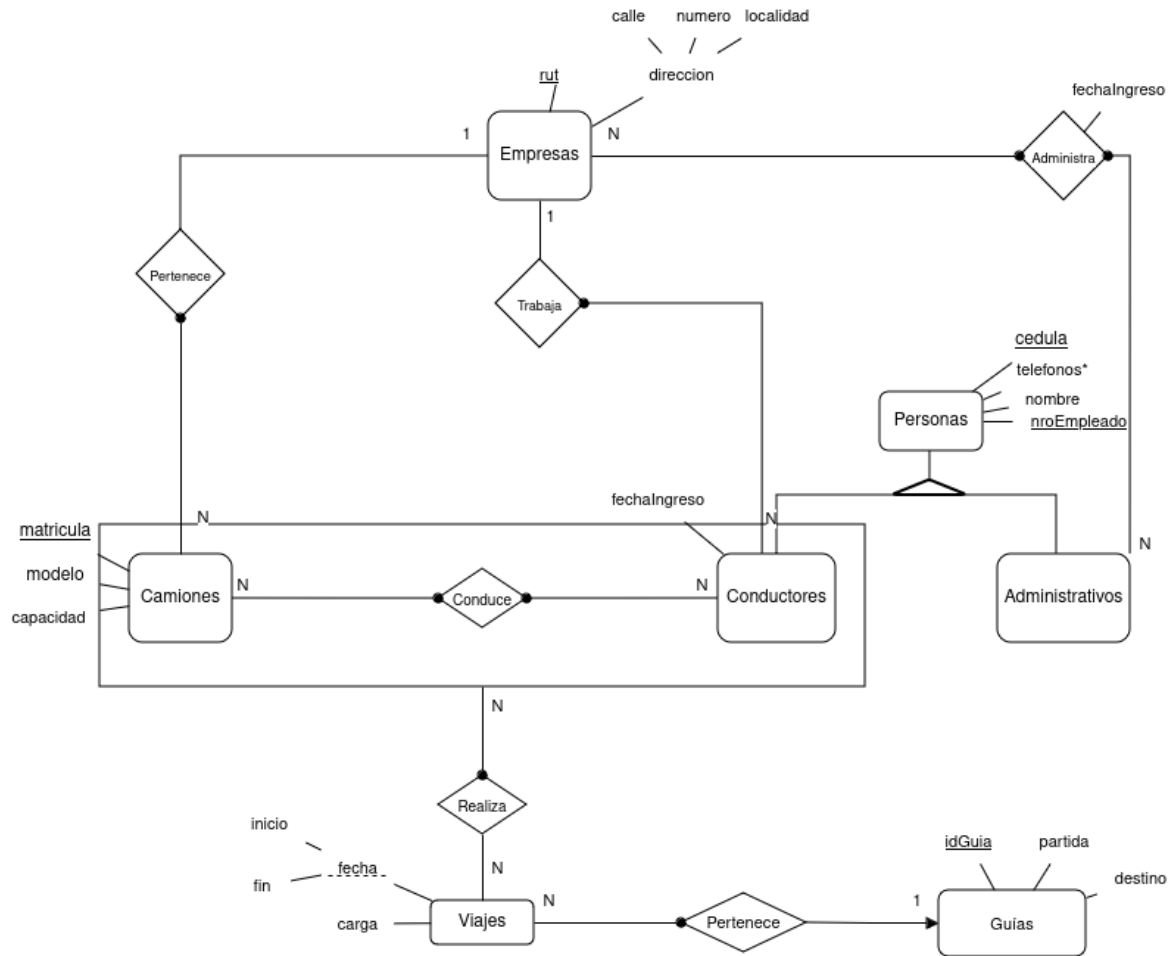 calle numero localidad
rut direccion
fechaIngreso
1 Empresas N
Administra
1
Pertenece
Trabaja
cedula
telefonos*
Personas nombre
nroEmpleado
fechaIngreso
N N
matricula
modelo
capacidad
Camiones N Conduce N Conductores Administrativos N
N
Realiza
inicio
fecha
fin
N
carga Viajes N Pertenece 1 Guías
idGuia partida
destino